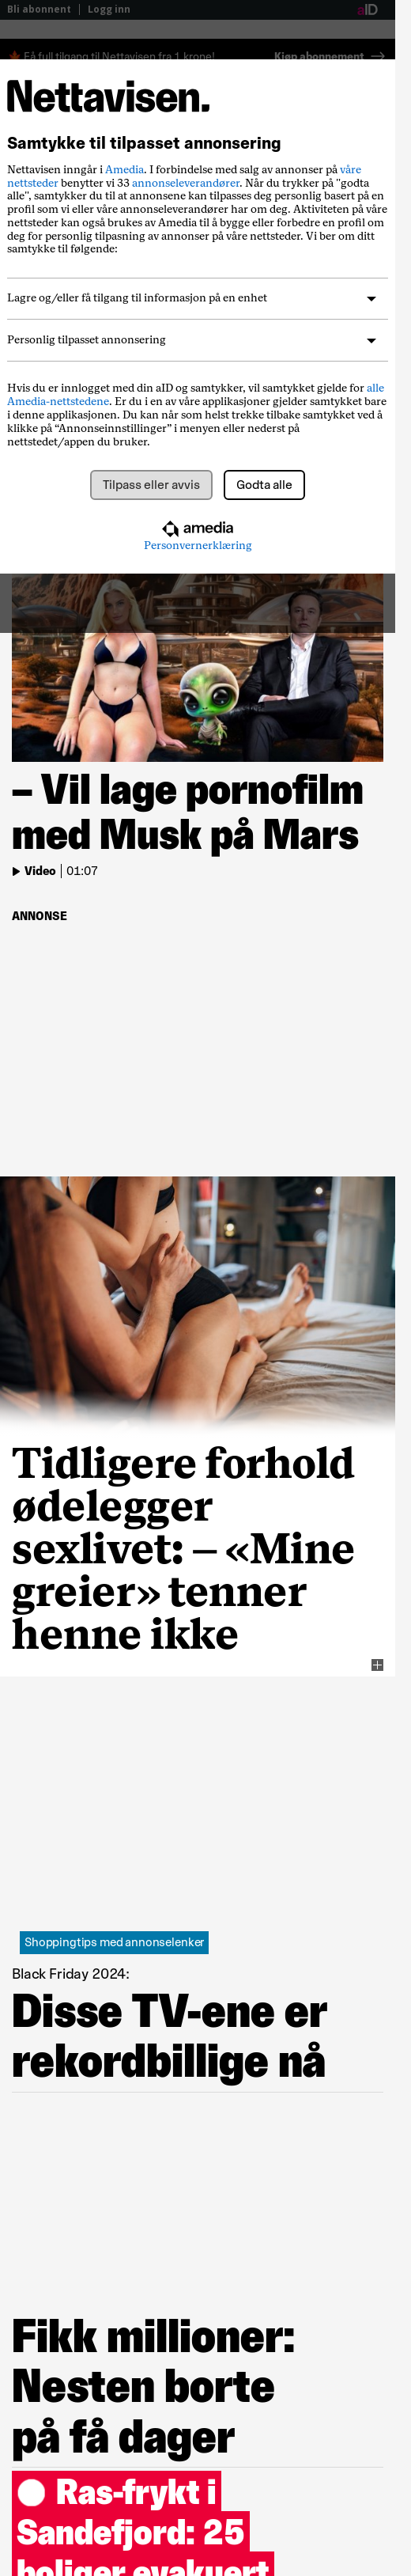 Bli abonnent | Logg inn
aID
🍁 Få full tilgang til Nettavisen fra 1 krone!
Kjøp abonnement →
Nettavisen.
Samtykke til tilpasset annonsering
Nettavisen inngår i Amedia. I forbindelse med salg av annonser på våre
nettsteder benytter vi 33 annonseleverandører. Når du trykker på "godta
alle", samtykker du til at annonsene kan tilpasses deg personlig basert på en
profil som vi eller våre annonseleverandører har om deg. Aktiviteten på våre
nettsteder kan også brukes av Amedia til å bygge eller forbedre en profil om
deg for personlig tilpasning av annonser på våre nettsteder. Vi ber om ditt
samtykke til følgende:
Lagre og/eller få tilgang til informasjon på en enhet
Personlig tilpasset annonsering
Hvis du er innlogget med din aID og samtykker, vil samtykket gjelde for alle
Amedia-nettstedene. Er du i en av våre applikasjoner gjelder samtykket bare
i denne applikasjonen. Du kan når som helst trekke tilbake samtykket ved å
klikke på “Annonseinnstillinger” i menyen eller nederst på
nettstedet/appen du bruker.
Tilpass eller avvis
Godta alle
amedia
Personvernerklæring
– Vil lage pornofilm
med Musk på Mars
Video | 01:07
ANNONSE
Tidligere forhold
ødelegger
sexlivet: – «Mine
greier» tenner
henne ikke
Shoppingtips med annonselenker
Black Friday 2024:
Disse TV-ene er
rekordbillige nå
Fikk millioner:
Nesten borte
på få dager
Ras-frykt i
Sandefjord: 25
boliger evakuert